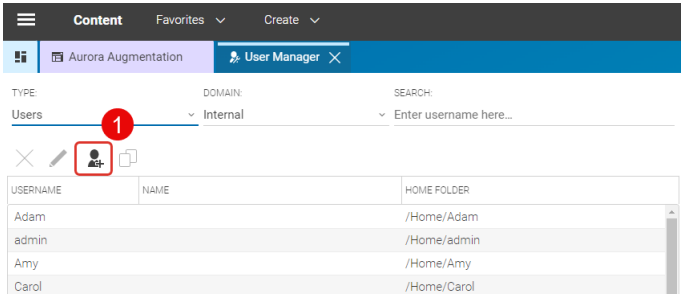 Content Favorites Create
Aurora Augmentation User Manager
TYPE: DOMAIN: SEARCH:
Users Internal Enter username here...
1
USERNAME NAME HOME FOLDER
Adam /Home/Adam
admin /Home/admin
Amy /Home/Amy
Carol /Home/Carol